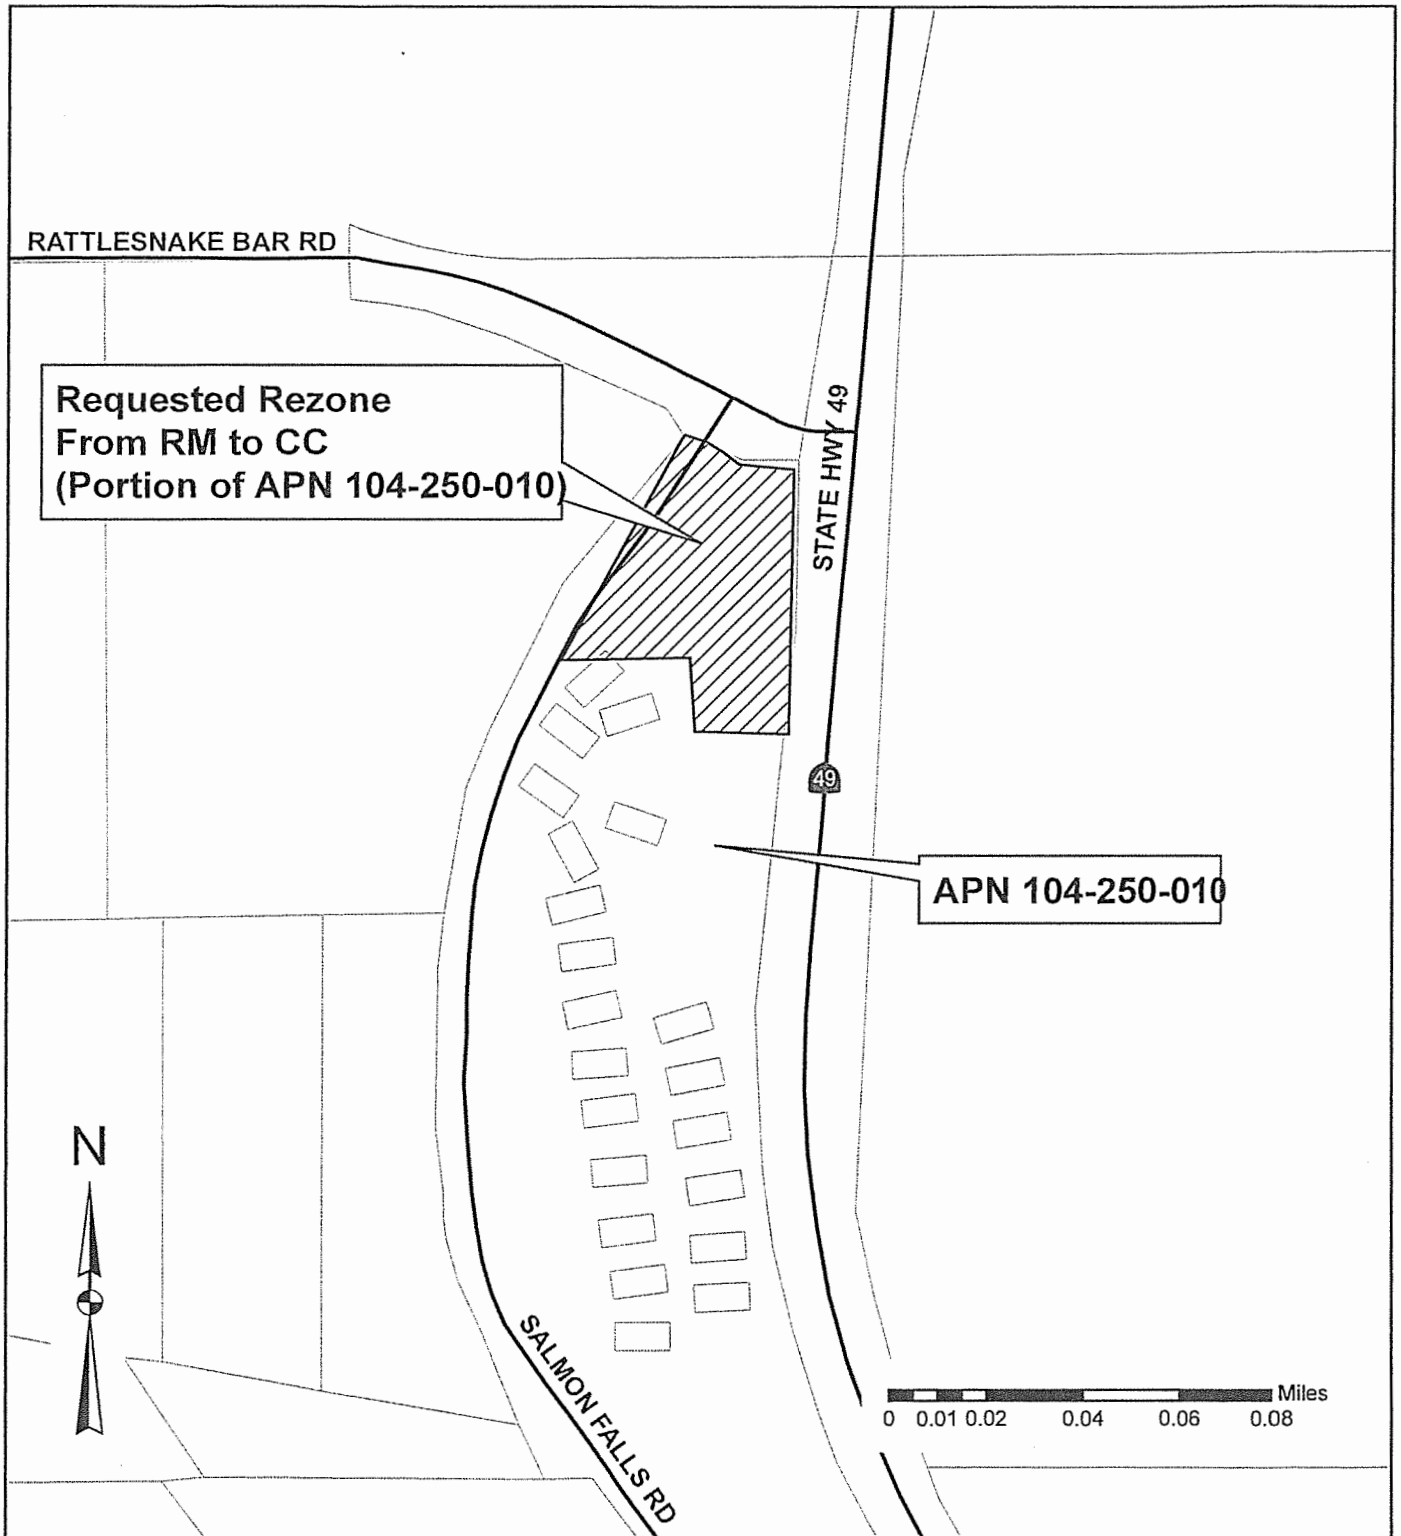 RATTLESNAKE BAR RD
Requested Rezone
From RM to CC
(Portion of APN 104-250-010)
STATE HWY 49
49
APN 104-250-010
N
SALMON FALLS RD
Miles
0 0.01 0.02 0.04 0.06 0.08